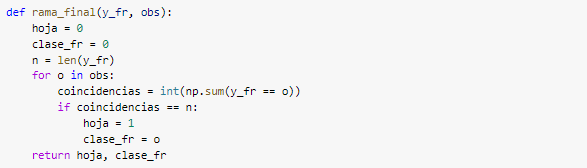 def rama_final(y_fr, obs):
    hoja = 0
    clase_fr = 0
    n = len(y_fr)
    for o in obs:
        coincidencias = int(np.sum(y_fr == o))
        if coincidencias == n:
            hoja = 1
            clase_fr = o
    return hoja, clase_fr